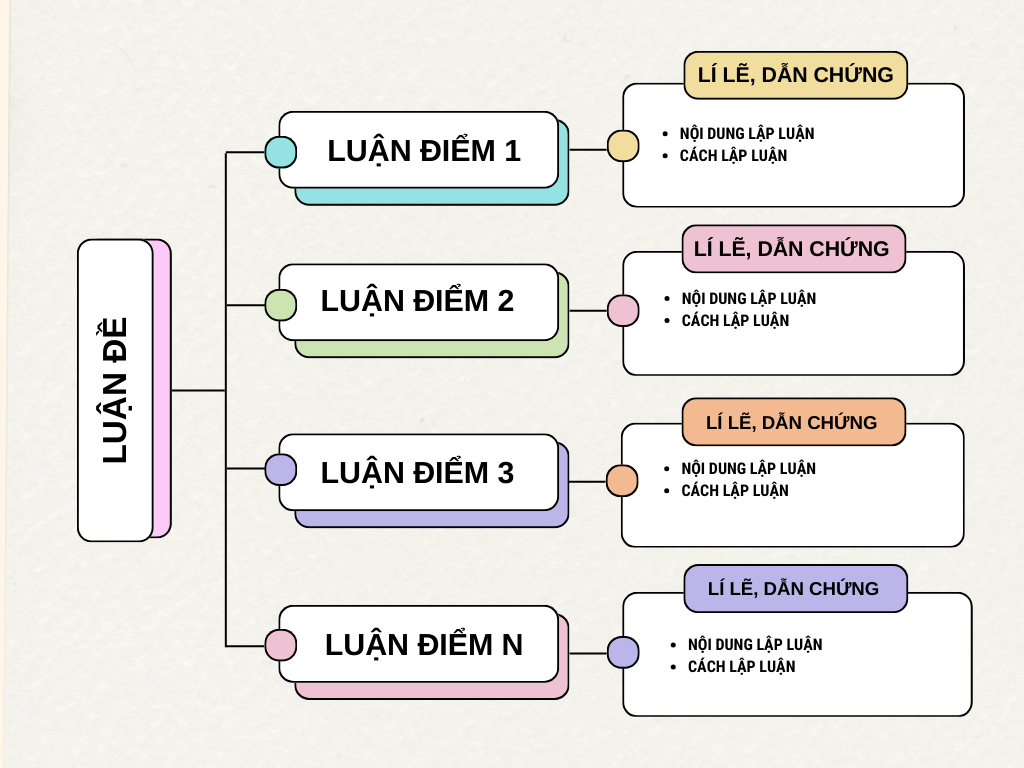 LUẬN ĐỀ
LUẬN ĐIỂM 1
LÍ LẼ, DẪN CHỨNG
NỘI DUNG LẬP LUẬN
CÁCH LẬP LUẬN
LUẬN ĐIỂM 2
LÍ LẼ, DẪN CHỨNG
NỘI DUNG LẬP LUẬN
CÁCH LẬP LUẬN
LUẬN ĐIỂM 3
LÍ LẼ, DẪN CHỨNG
NỘI DUNG LẬP LUẬN
CÁCH LẬP LUẬN
LUẬN ĐIỂM N
LÍ LẼ, DẪN CHỨNG
NỘI DUNG LẬP LUẬN
CÁCH LẬP LUẬN